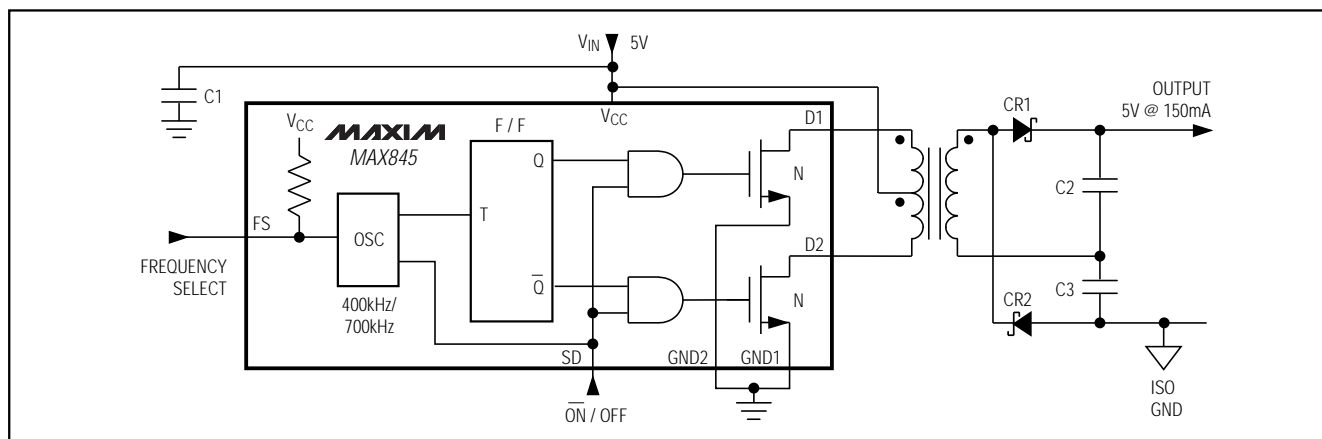 VIN 5V
C1
VCC
MAXIM
MAX845
F / F
VCC
D1
CR1
OUTPUT
5V @ 150mA
Q
N
C2
FS
OSC
T
FREQUENCY
SELECT
400kHz/
700kHz
Q̅
D2
N
C3
CR2
SD
GND2
GND1
O̅N̅ / OFF
ISO
GND